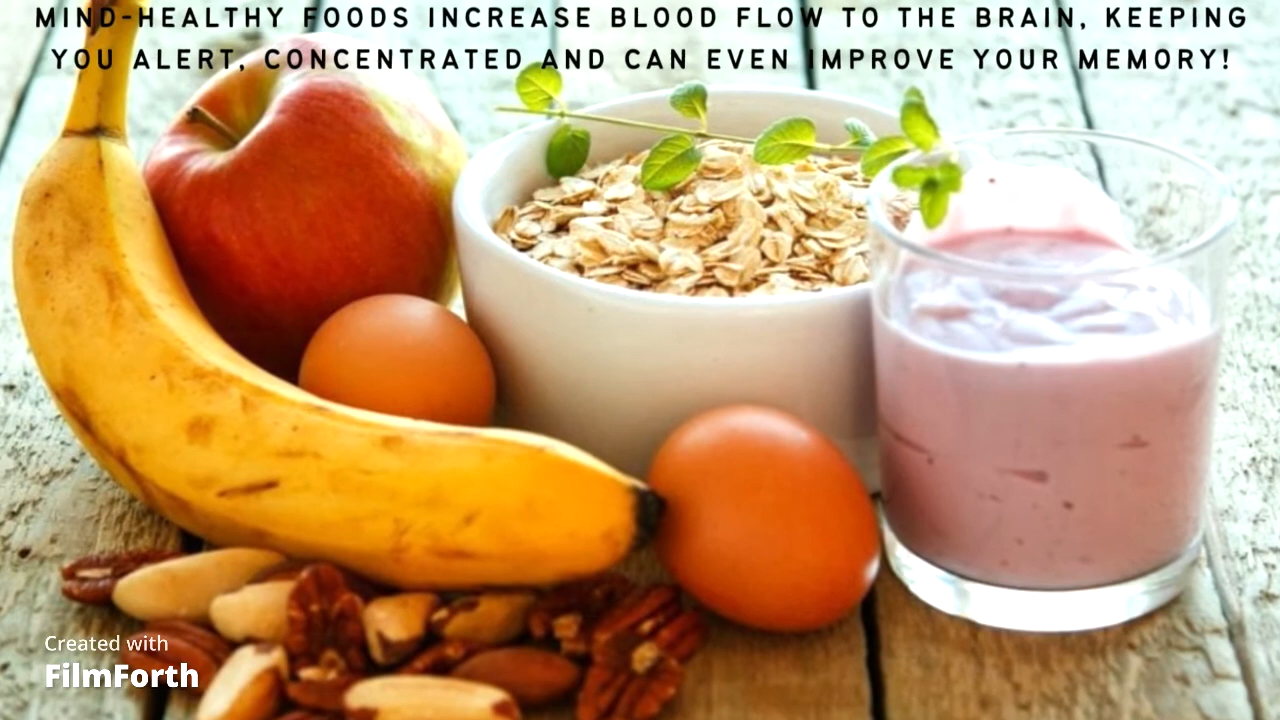 MIND-HEALTHY FOODS INCREASE BLOOD FLOW TO THE BRAIN, KEEPING
YOU ALERT, CONCENTRATED AND CAN EVEN IMPROVE YOUR MEMORY!
Created with
FilmForth